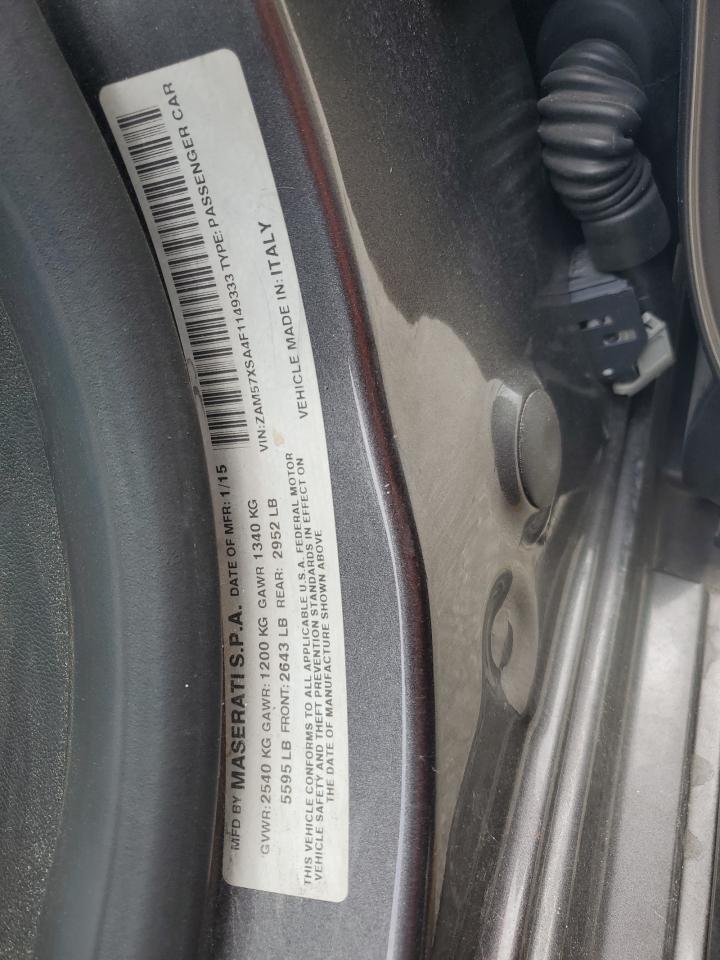 MFD BY MASERATI S.P.A. DATE OF MFR: 1/15
GVWR: 2540 KG GAWR: 1200 KG GAWR 1340 KG
5595 LB FRONT: 2643 LB REAR: 2952 LB
THIS VEHICLE CONFORMS TO ALL APPLICABLE U.S.A. FEDERAL MOTOR
VEHICLE SAFETY AND THEFT PREVENTION STANDARDS IN EFFECT ON
THE DATE OF MANUFACTURE SHOWN ABOVE
VIN:ZAM57XSA4F1149333 TYPE: PASSENGER CAR
VEHICLE MADE IN: ITALY